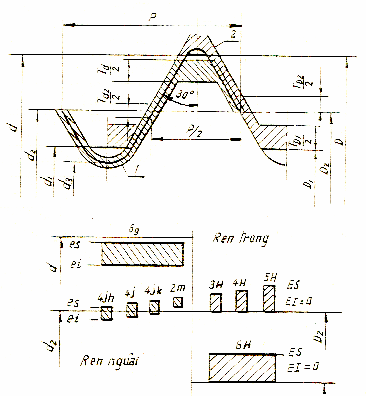 P
2
Td/2
Td2/2
30°
P/2
TD2/2
TD1/2
d
d2
d1
d3
1
D1
D2
D
6g
Ren trong
es
ei
d
4jh
4j
4jk
2m
3H
4H
5H
ES
EI=0
es
ei
d2
D2
Ren ngoài
6H
ES
EI=0